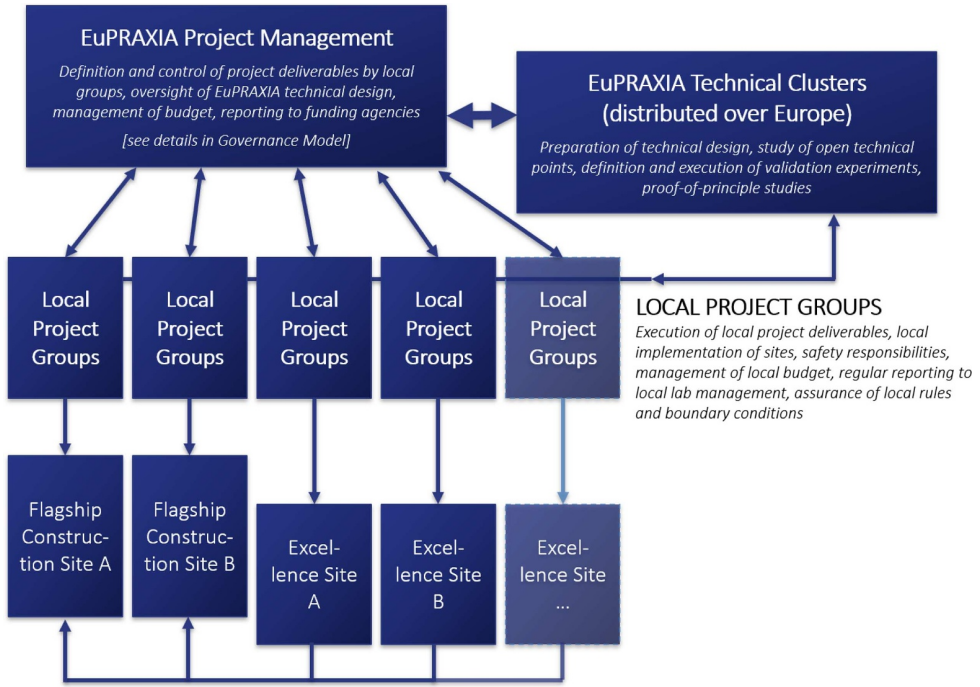 EuPRAXIA Project Management
Definition and control of project deliverables by local
groups, oversight of EuPRAXIA technical design,
management of budget, reporting to funding agencies
[see details in Governance Model]
EuPRAXIA Technical Clusters
(distributed over Europe)
Preparation of technical design, study of open technical
points, definition and execution of validation experiments,
proof-of-principle studies
Local
Project
Groups
Local
Project
Groups
Local
Project
Groups
Local
Project
Groups
Local
Project
Groups
LOCAL PROJECT GROUPS
Execution of local project deliverables, local
implementation of sites, safety responsibilities,
management of local budget, regular reporting to
local lab management, assurance of local rules
and boundary conditions
Flagship
Construc-
tion Site A
Flagship
Construc-
tion Site B
Excel-
lence Site
A
Excel-
lence Site
B
Excel-
lence Site
...